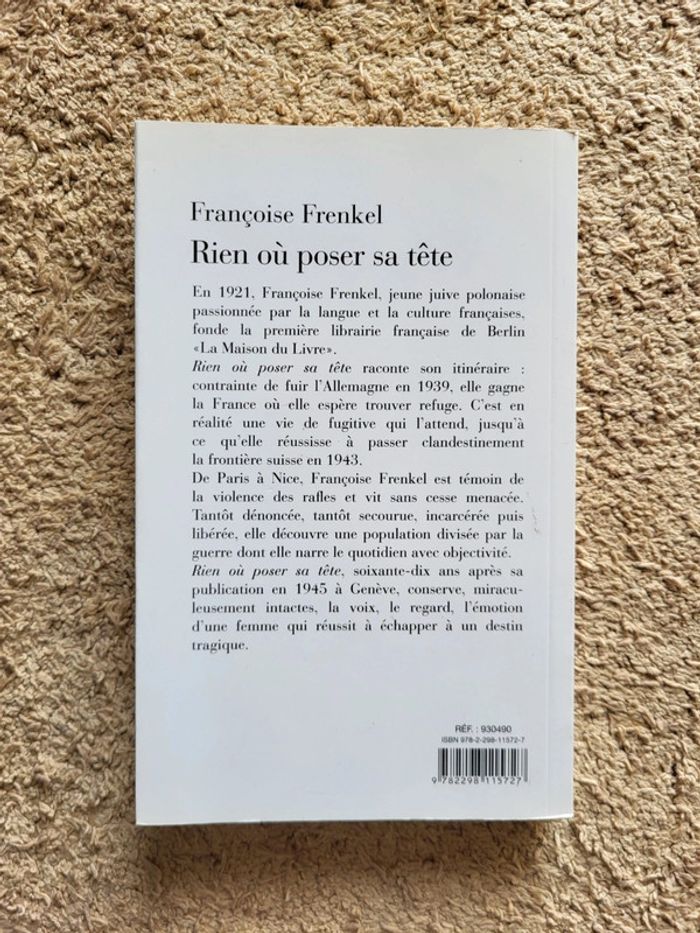 Françoise Frenkel
Rien où poser sa tête
En 1921, Françoise Frenkel, jeune juive polonaise
passionnée par la langue et la culture françaises,
fonde la première librairie française de Berlin
«La Maison du Livre».
Rien où poser sa tête raconte son itinéraire :
contrainte de fuir l'Allemagne en 1939, elle gagne
la France où elle espère trouver refuge. C'est en
réalité une vie de fugitive qui l'attend, jusqu'à
ce qu'elle réussisse à passer clandestinement
la frontière suisse en 1943.
De Paris à Nice, Françoise Frenkel est témoin de
la violence des rafles et vit sans cesse menacée.
Tantôt dénoncée, tantôt secourue, incarcérée puis
libérée, elle découvre une population divisée par la
guerre dont elle narre le quotidien avec objectivité.
Rien où poser sa tête, soixante-dix ans après sa
publication en 1945 à Genève, conserve, miracu-
leusement intactes, la voix, le regard, l'émotion
d'une femme qui réussit à échapper à un destin
tragique.
RÉF. : 930490
ISBN 978-2-298-11572-7
9 782298 115727